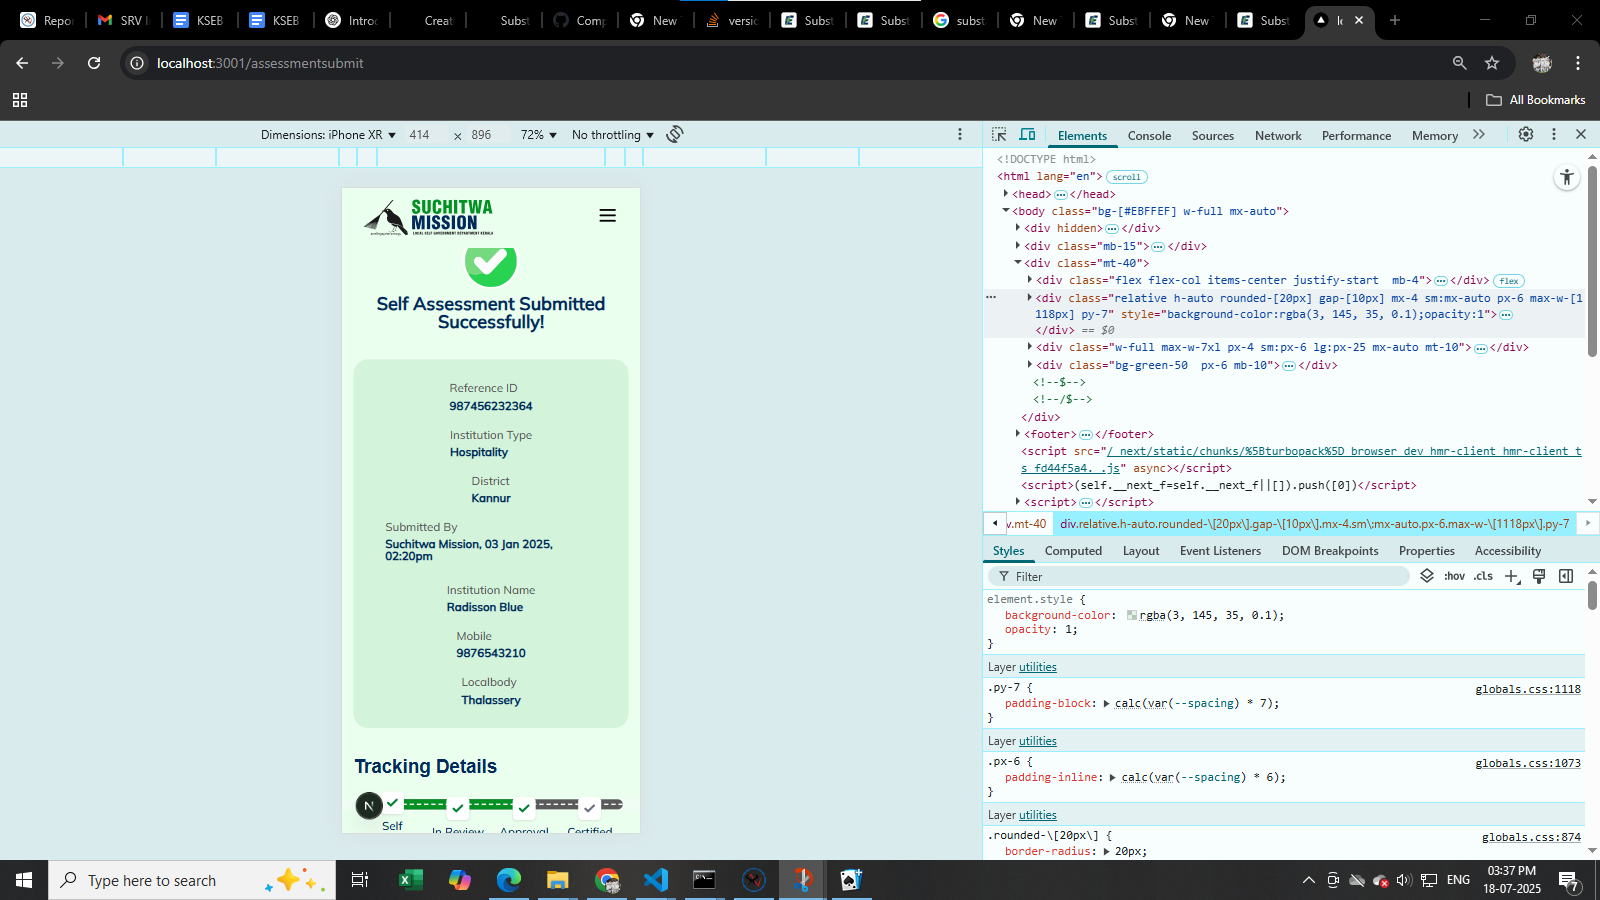 Repor
SRV I
KSEB
KSEB
Introd
Creat
Subst
Comp
New
versio
Subst
Subst
subst
New
Subst
New
Subst
localhost:3001/assessmentsubmit
All Bookmarks
Dimensions: iPhone XR 414 × 896 72% No throttling
SUCHITWA
MISSION
LOCAL SELF GOVERNMENT DEPARTMENT KERALA
Self Assessment Submitted
Successfully!
Reference ID
987456232364
Institution Type
Hospitality
District
Kannur
Submitted By
Suchitwa Mission, 03 Jan 2025,
02:20pm
Institution Name
Radisson Blue
Mobile
9876543210
Localbody
Thalassery
Tracking Details
N
Self
In Review
Approval
Certified
Elements Console Sources Network Performance Memory
<!DOCTYPE html>
<html lang="en"> scroll
<head> … </head>
<body class="bg-[#EBFFEF] w-full mx-auto">
<div hidden> … </div>
<div class="mb-15"> … </div>
<div class="mt-40">
<div class="flex flex-col items-center justify-start  mb-4"> … </div> flex
<div class="relative h-auto rounded-[20px] gap-[10px] mx-4 sm:mx-auto px-6 max-w-[1
118px] py-7" style="background-color:rgba(3, 145, 35, 0.1);opacity:1"> …
</div> == $0
<div class="w-full max-w-7xl px-4 sm:px-6 lg:px-25 mx-auto mt-10"> … </div>
<div class="bg-green-50  px-6 mb-10"> … </div>
<!--$-->
<!--/$-->
</div>
<footer> … </footer>
<script src="/_next/static/chunks/%5Bturbopack%5D_browser_dev_hmr-client_hmr-client_t
s_fd44f5a4._.js" async></script>
<script>(self.__next_f=self.__next_f||[]).push([0])</script>
<script> … </script>
v.mt-40 div.relative.h-auto.rounded-\[20px\].gap-\[10px\].mx-4.sm\:mx-auto.px-6.max-w-\[1118px\].py-7
Styles Computed Layout Event Listeners DOM Breakpoints Properties Accessibility
Filter :hov .cls
element.style {
background-color: rgba(3, 145, 35, 0.1);
opacity: 1;
}
Layer utilities
.py-7 { globals.css:1118
padding-block: calc(var(--spacing) * 7);
}
Layer utilities
.px-6 { globals.css:1073
padding-inline: calc(var(--spacing) * 6);
}
Layer utilities
.rounded-\[20px\] { globals.css:874
border-radius: 20px;
Type here to search
ENG
03:37 PM
18-07-2025
7